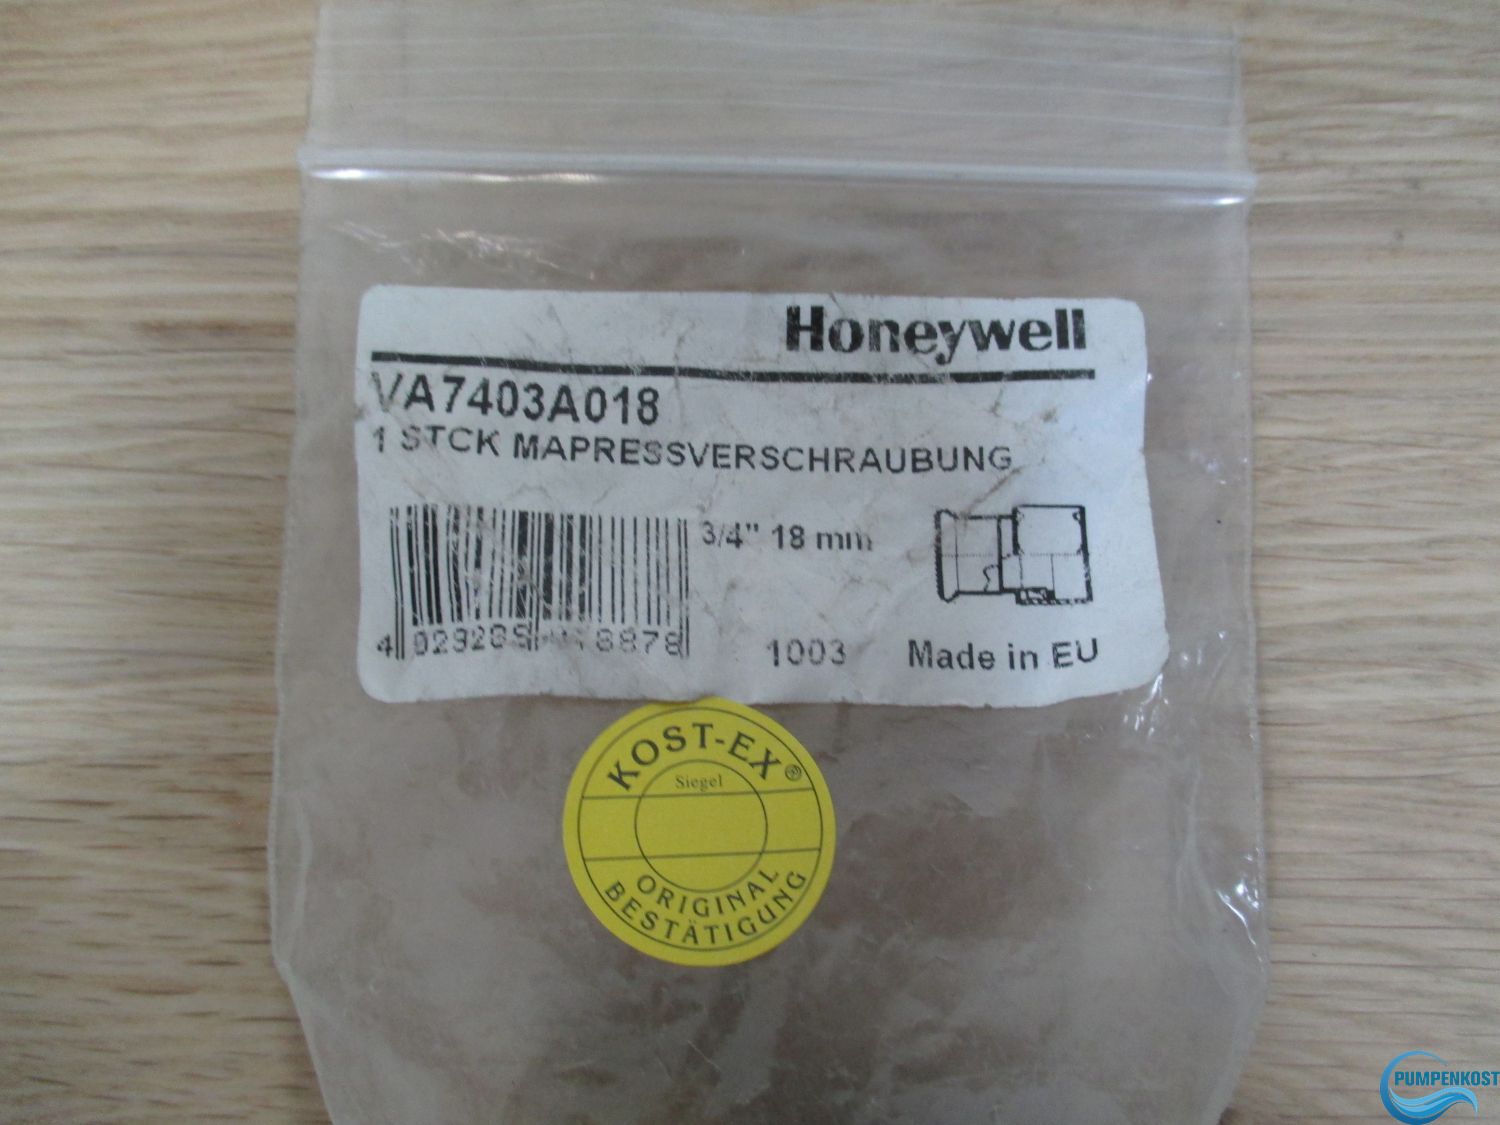 Honeywell
VA7403A018
1 STCK MAPRESSVERSCHRAUBUNG
3/4" 18 mm
4
1003
Made in EU
KOST-EX®
Siegel
ORIGINAL
BESTÄTIGUNG
PUMPENKOST